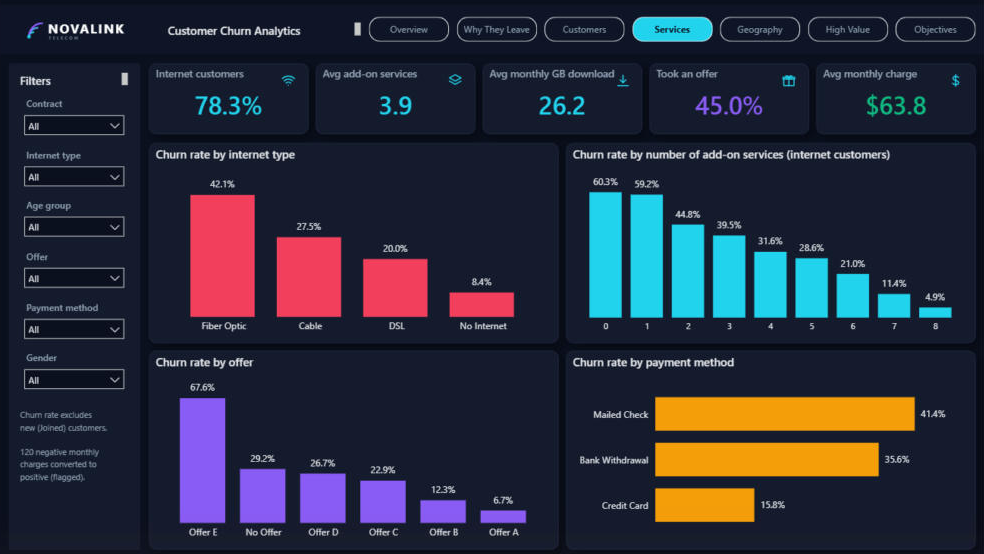 NOVALINK
TELECOM
Customer Churn Analytics
Overview
Why They Leave
Customers
Services
Geography
High Value
Objectives
Filters
Contract
All
Internet type
All
Age group
All
Offer
All
Payment method
All
Gender
All
Churn rate excludes
new (Joined) customers.
120 negative monthly
charges converted to
positive (flagged).
Internet customers
78.3%
Avg add-on services
3.9
Avg monthly GB download
26.2
Took an offer
45.0%
Avg monthly charge
$
$63.8
Churn rate by internet type
42.1%
27.5%
20.0%
8.4%
Fiber Optic
Cable
DSL
No Internet
Churn rate by number of add-on services (internet customers)
60.3%
59.2%
44.8%
39.5%
31.6%
28.6%
21.0%
11.4%
4.9%
0
1
2
3
4
5
6
7
8
Churn rate by offer
67.6%
29.2%
26.7%
22.9%
12.3%
6.7%
Offer E
No Offer
Offer D
Offer C
Offer B
Offer A
Churn rate by payment method
Mailed Check
41.4%
Bank Withdrawal
35.6%
Credit Card
15.8%